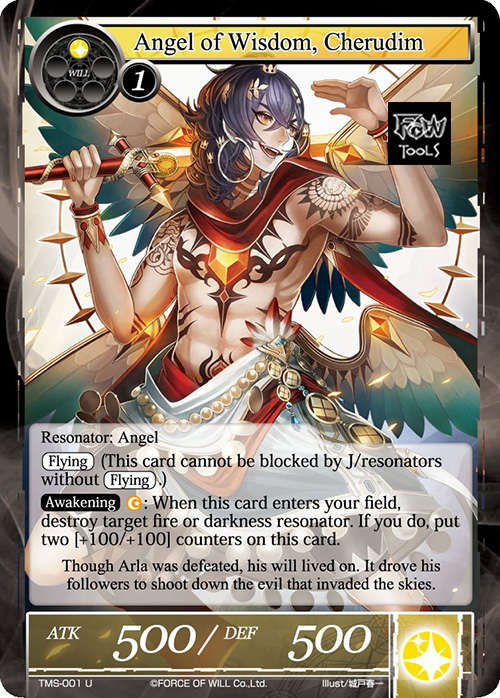 Angel of Wisdom, Cherudim
WILL
1
FOW
TOOLS
Resonator: Angel
Flying (This card cannot be blocked by J/resonators
without Flying.)
Awakening : When this card enters your field,
destroy target fire or darkness resonator. If you do, put
two [+100/+100] counters on this card.
Though Arla was defeated, his will lived on. It drove his
followers to shoot down the evil that invaded the skies.
ATK 500 / DEF 500
TMS-001 U ©FORCE OF WILL Co.,Ltd. Illust/城戸春一